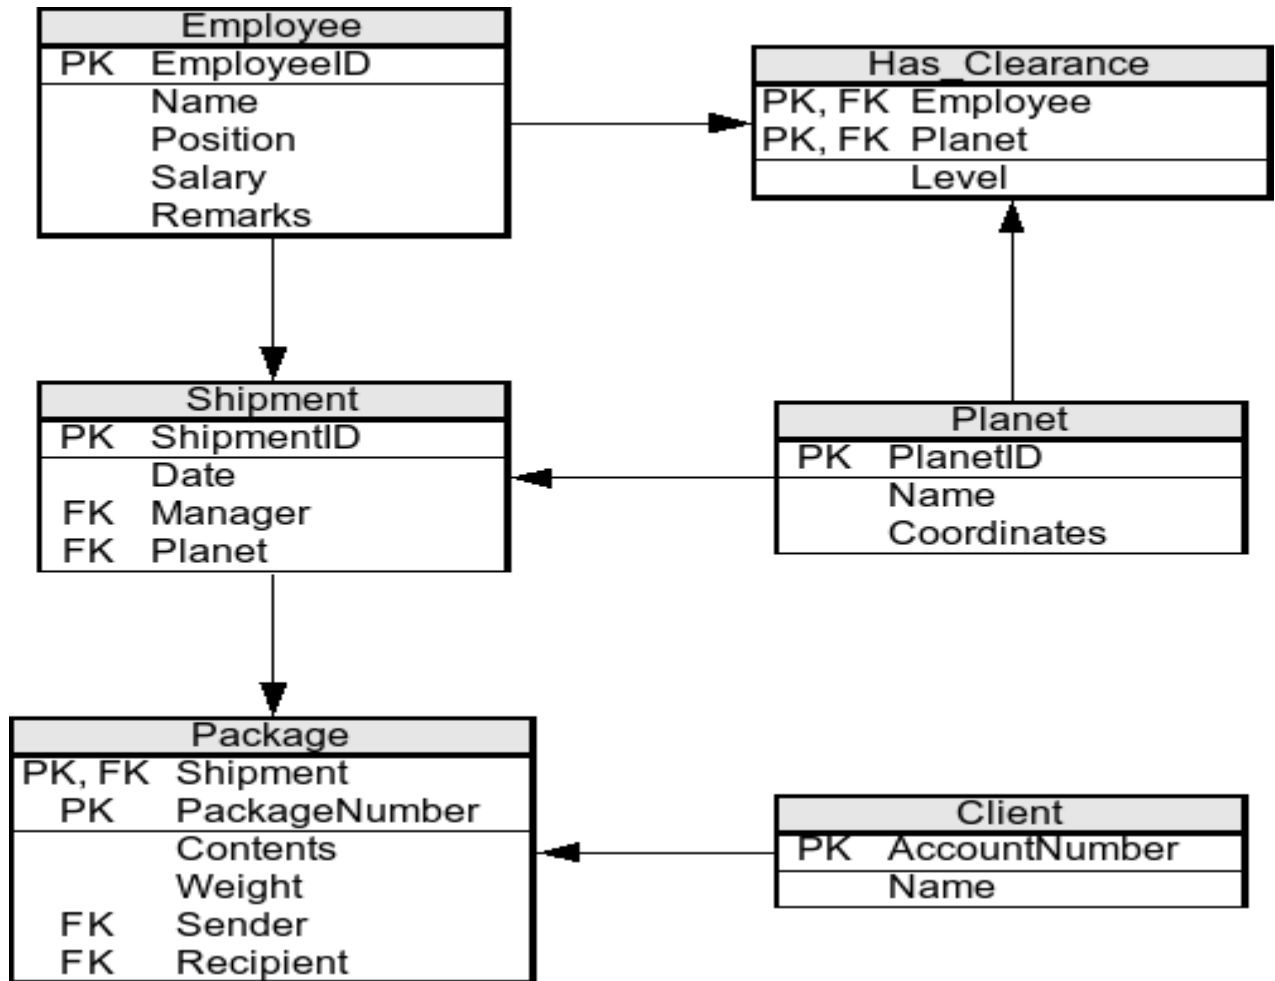 Employee
PK EmployeeID
Name
Position
Salary
Remarks
Has_Clearance
PK, FK Employee
PK, FK Planet
Level
Shipment
PK ShipmentID
Date
FK Manager
FK Planet
Planet
PK PlanetID
Name
Coordinates
Package
PK, FK Shipment
PK PackageNumber
Contents
Weight
FK Sender
FK Recipient
Client
PK AccountNumber
Name